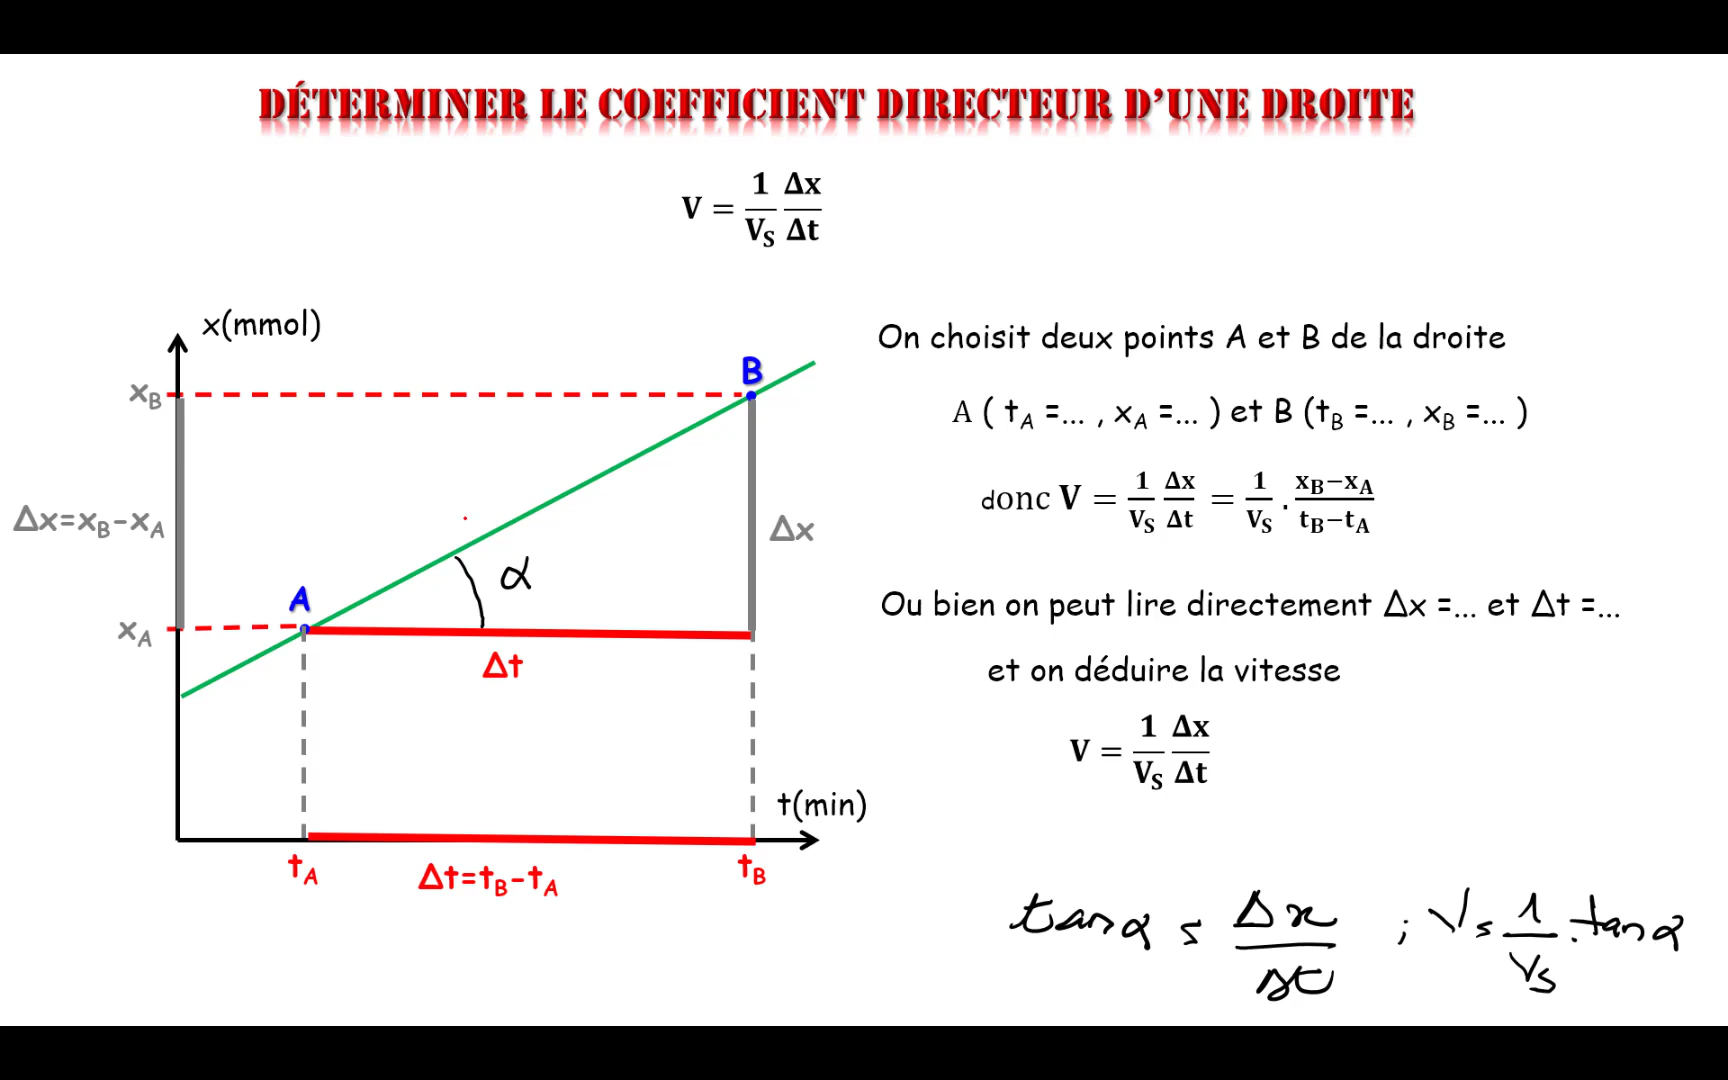 DÉTERMINER LE COEFFICIENT DIRECTEUR D'UNE DROITE
V = 1/V_S Δx/Δt
x(mmol)
x_B
B
Δx=x_B-x_A
Δx
α
A
x_A
Δt
t(min)
t_A
Δt=t_B-t_A
t_B
On choisit deux points A et B de la droite
A ( t_A =... , x_A =... ) et B (t_B =... , x_B =... )
donc V = 1/V_S Δx/Δt = 1/V_S . x_B−x_A/t_B−t_A
Ou bien on peut lire directement Δx =... et Δt =...
et on déduire la vitesse
V = 1/V_S Δx/Δt
tanα = Δx/Δt ; V = 1/V_S . tanα